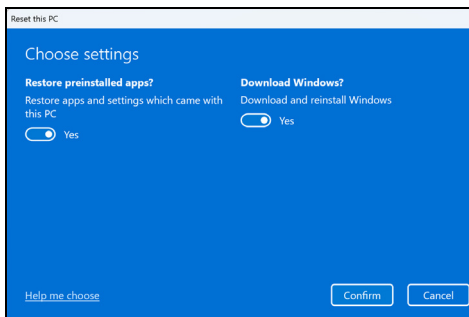 Reset this PC
Choose settings
Restore preinstalled apps?
Restore apps and settings which came with
this PC
Yes
Download Windows?
Download and reinstall Windows
Yes
Help me choose
Confirm
Cancel